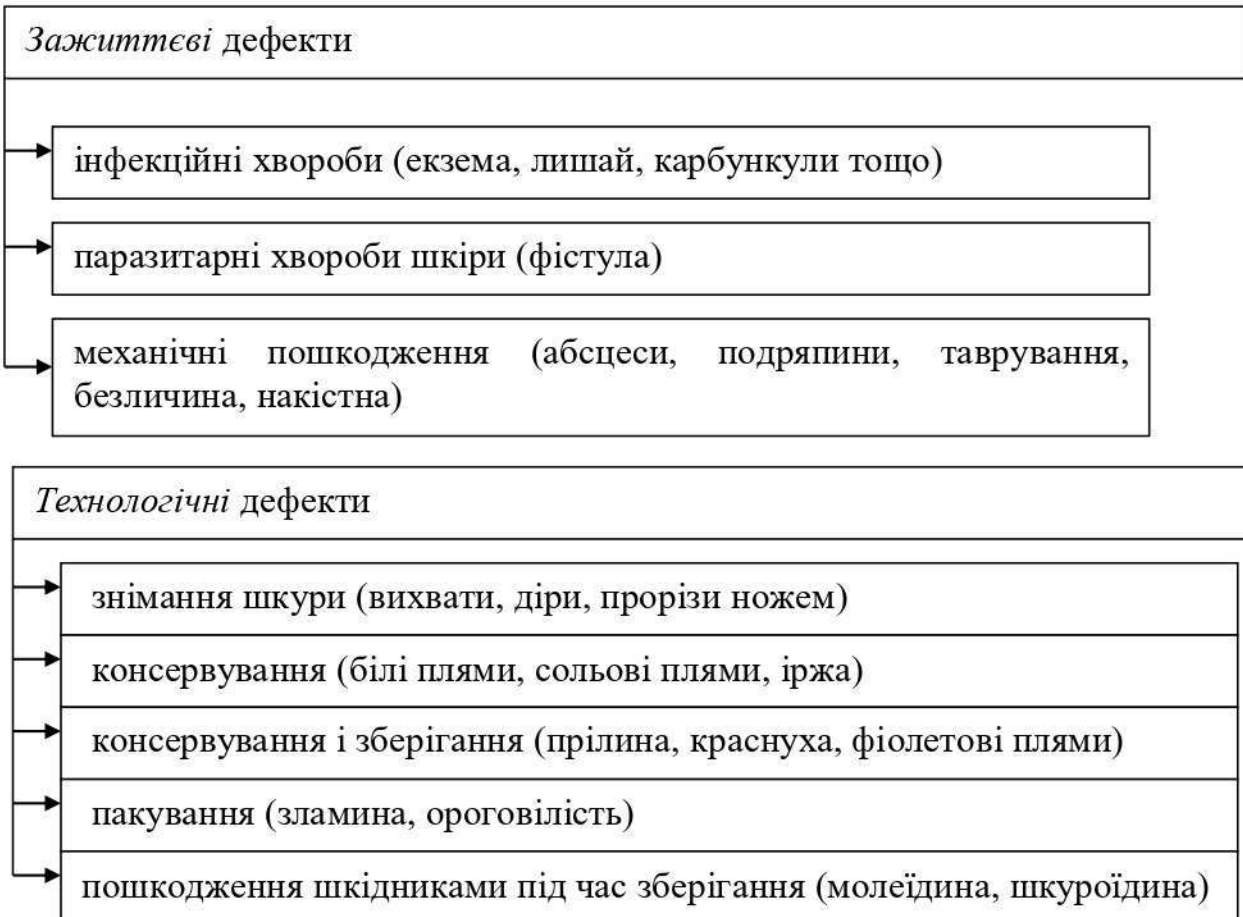 Зажиттєві дефекти
інфекційні хвороби (екзема, лишай, карбункули тощо)
паразитарні хвороби шкіри (фістула)
механічні пошкодження (абсцеси, подряпини, таврування,
безличина, накістна)
Технологічні дефекти
знімання шкури (вихвати, діри, прорізи ножем)
консервування (білі плями, сольові плями, іржа)
консервування і зберігання (прілина, краснуха, фіолетові плями)
пакування (зламина, ороговілість)
пошкодження шкідниками під час зберігання (молеїдина, шкуроїдина)